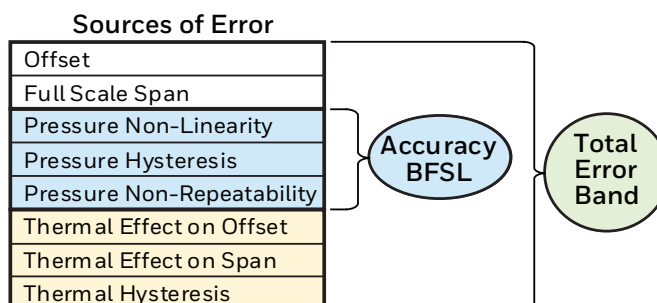 Sources of Error
Offset
Full Scale Span
Pressure Non-Linearity
Pressure Hysteresis
Pressure Non-Repeatability
Thermal Effect on Offset
Thermal Effect on Span
Thermal Hysteresis
Accuracy
BFSL
Total
Error
Band